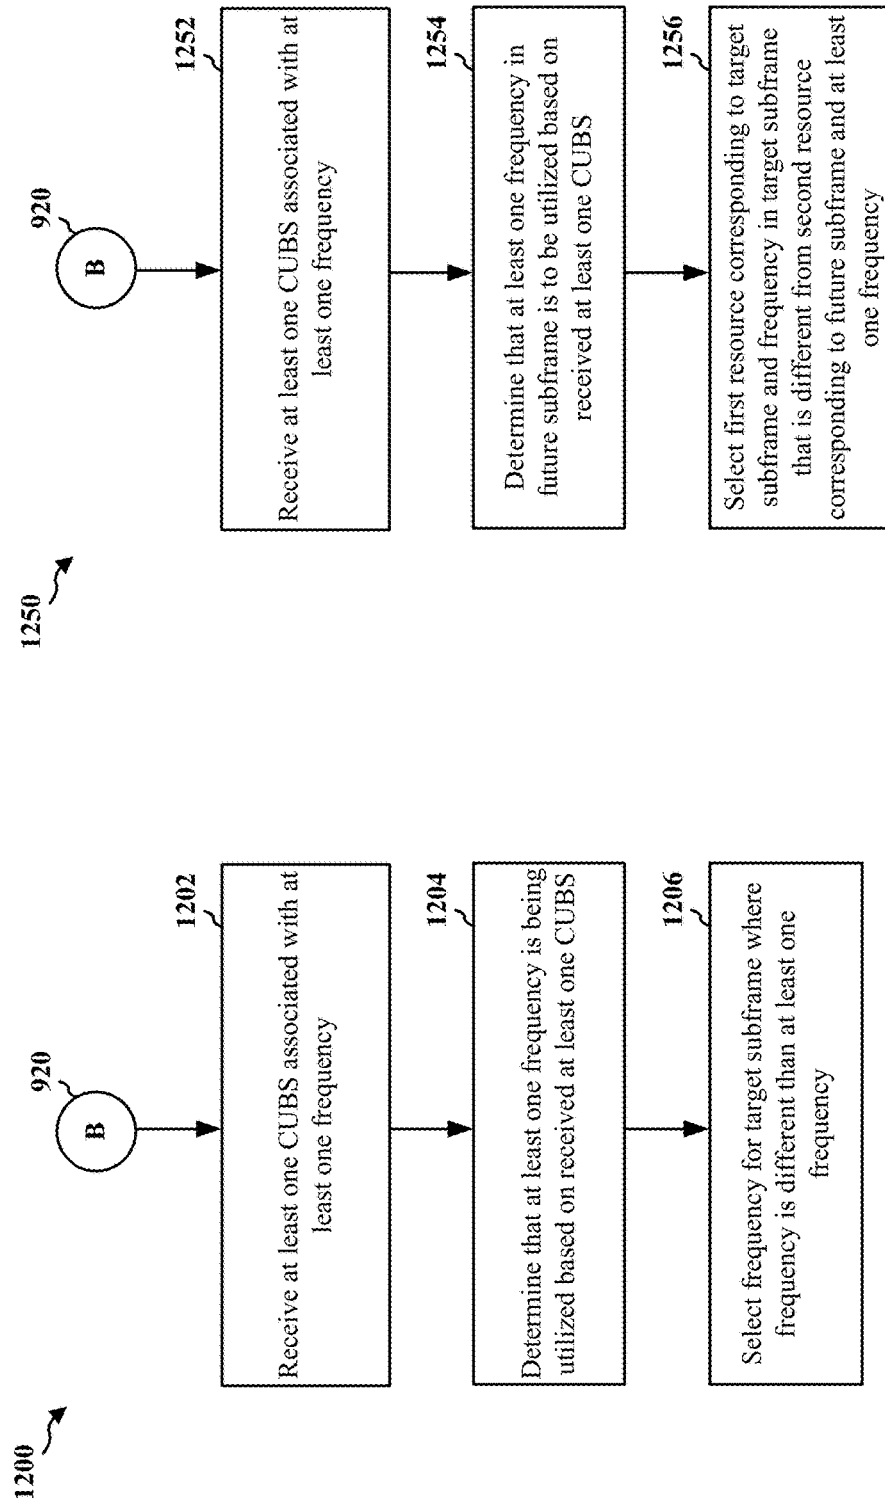 1200
920
B
1202
Receive at least one CUBS associated with at
least one frequency
1204
Determine that at least one frequency is being
utilized based on received at least one CUBS
1206
Select frequency for target subframe where
frequency is different than at least one
frequency
1250
920
B
1252
Receive at least one CUBS associated with at
least one frequency
1254
Determine that at least one frequency in
future subframe is to be utilized based on
received at least one CUBS
1256
Select first resource corresponding to target
subframe and frequency in target subframe
that is different from second resource
corresponding to future subframe and at least
one frequency